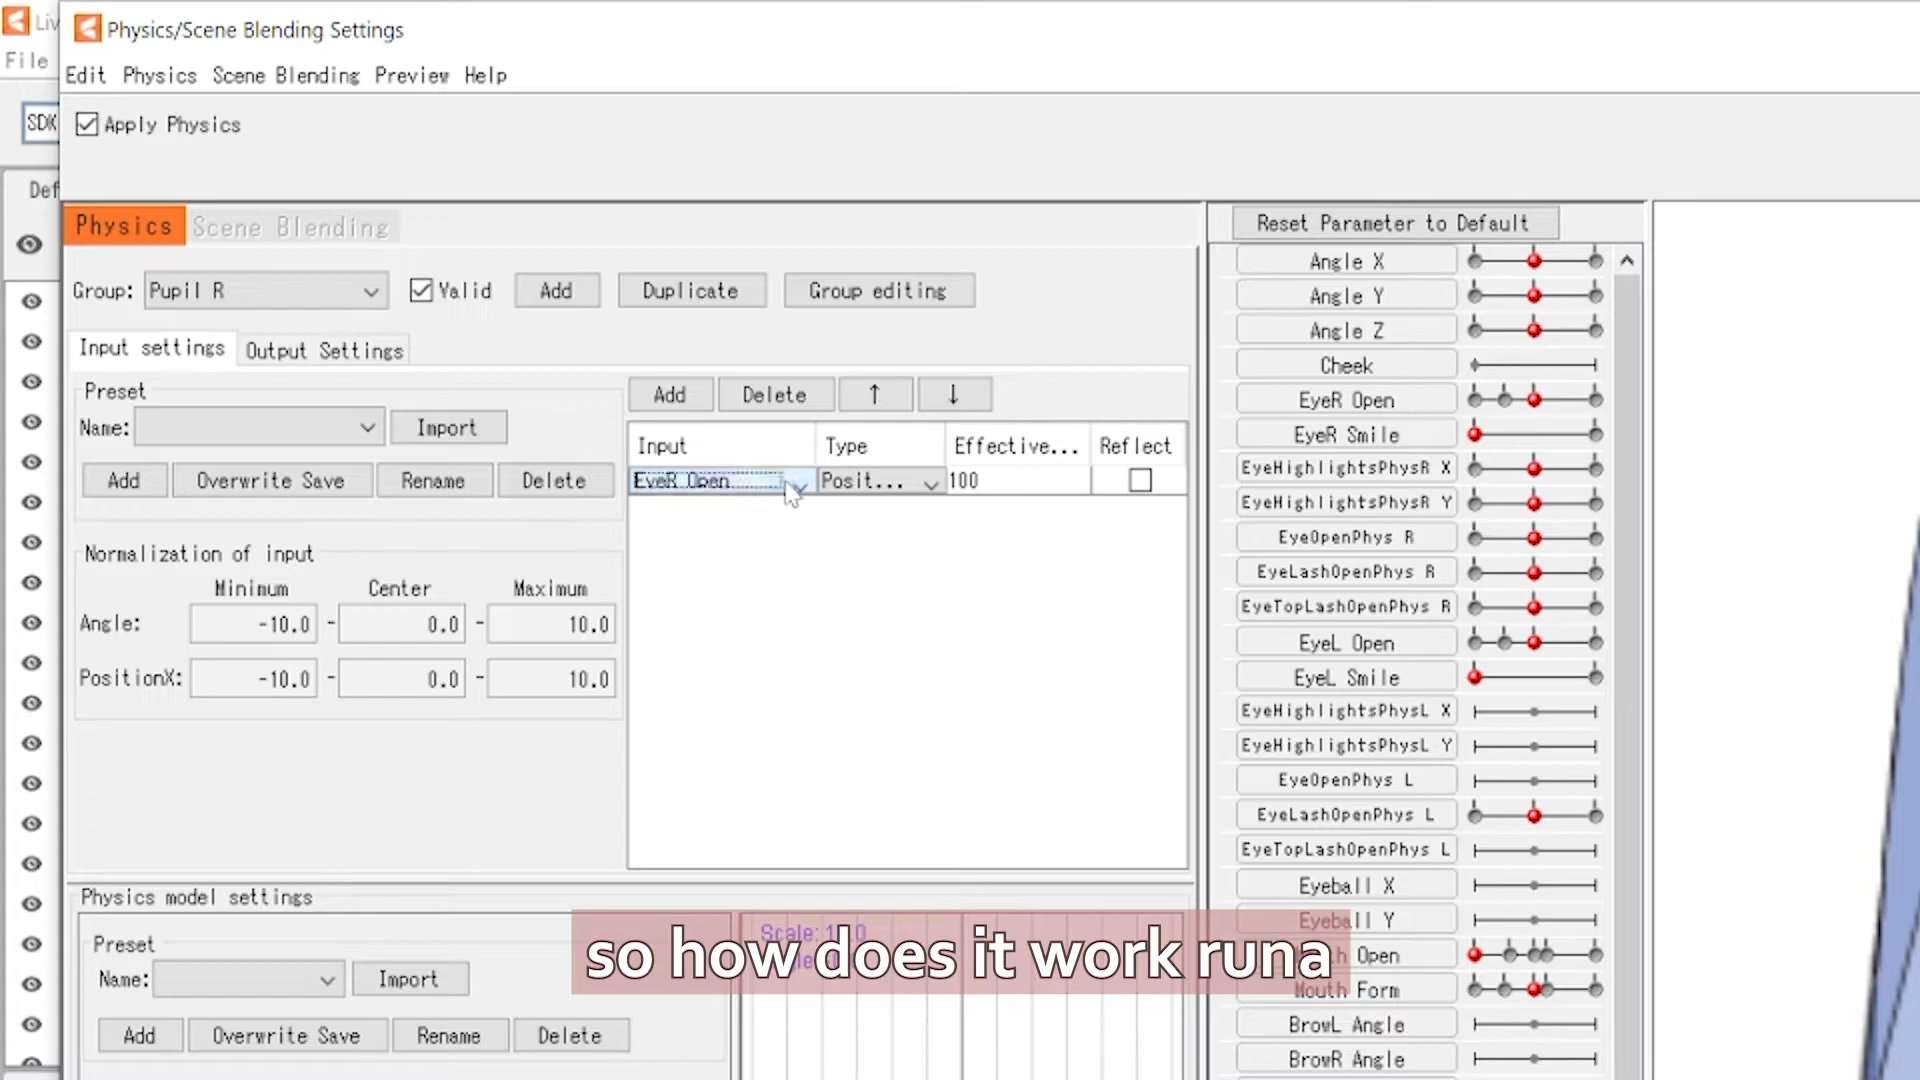 Liv
Physics/Scene Blending Settings
File
Edit Physics Scene Blending Preview Help
SDK
Apply Physics
Def
Physics Scene Blending
Reset Parameter to Default
Group: Pupil R Valid Add Duplicate Group editing
Input settings Output Settings
Preset
Name: Import
Add Overwrite Save Rename Delete
Add Delete ↑ ↓
Input Type Effective... Reflect
EyeR Open Posit... 100
Normalization of input
Minimum Center Maximum
Angle: -10.0 - 0.0 - 10.0
PositionX: -10.0 - 0.0 - 10.0
Angle X
Angle Y
Angle Z
Cheek
EyeR Open
EyeR Smile
EyeHighlightsPhysR X
EyeHighlightsPhysR Y
EyeOpenPhys R
EyeLashOpenPhys R
EyeTopLashOpenPhys R
EyeL Open
EyeL Smile
EyeHighlightsPhysL X
EyeHighlightsPhysL Y
EyeOpenPhys L
EyeLashOpenPhys L
EyeTopLashOpenPhys L
Eyeball X
Eyeball Y
Open
Mouth Form
BrowL Angle
BrowR Angle
Physics model settings
Preset
Name: Import
Add Overwrite Save Rename Delete
Scale:
so how does it work runa